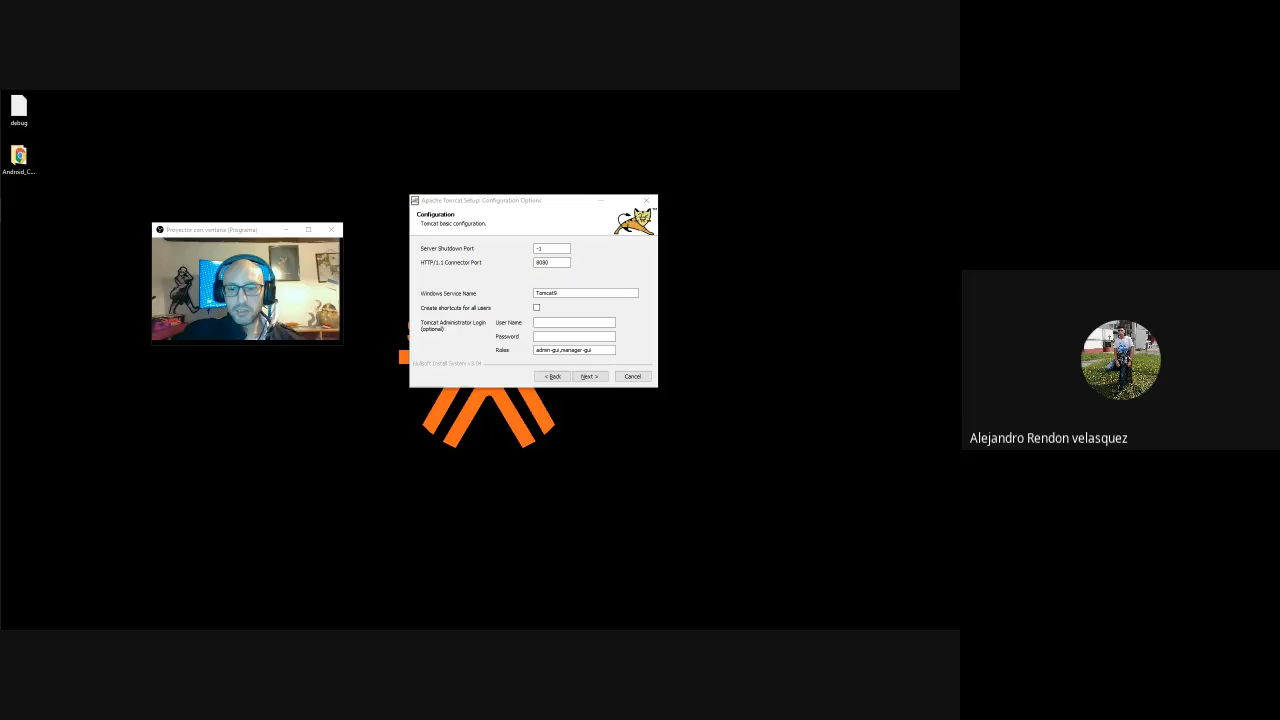 debug
Android_C...
Proyector con ventana (Programa)
Apache Tomcat Setup: Configuration Options
Configuration
Tomcat basic configuration.
Server Shutdown Port
-1
HTTP/1.1 Connector Port
8080
Windows Service Name
Tomcat9
Create shortcuts for all users
Tomcat Administrator Login
(optional)
User Name
Password
Roles
admin-gui,manager-gui
Nullsoft Install System v3.04
< Back
Next >
Cancel
Alejandro Rendon velasquez